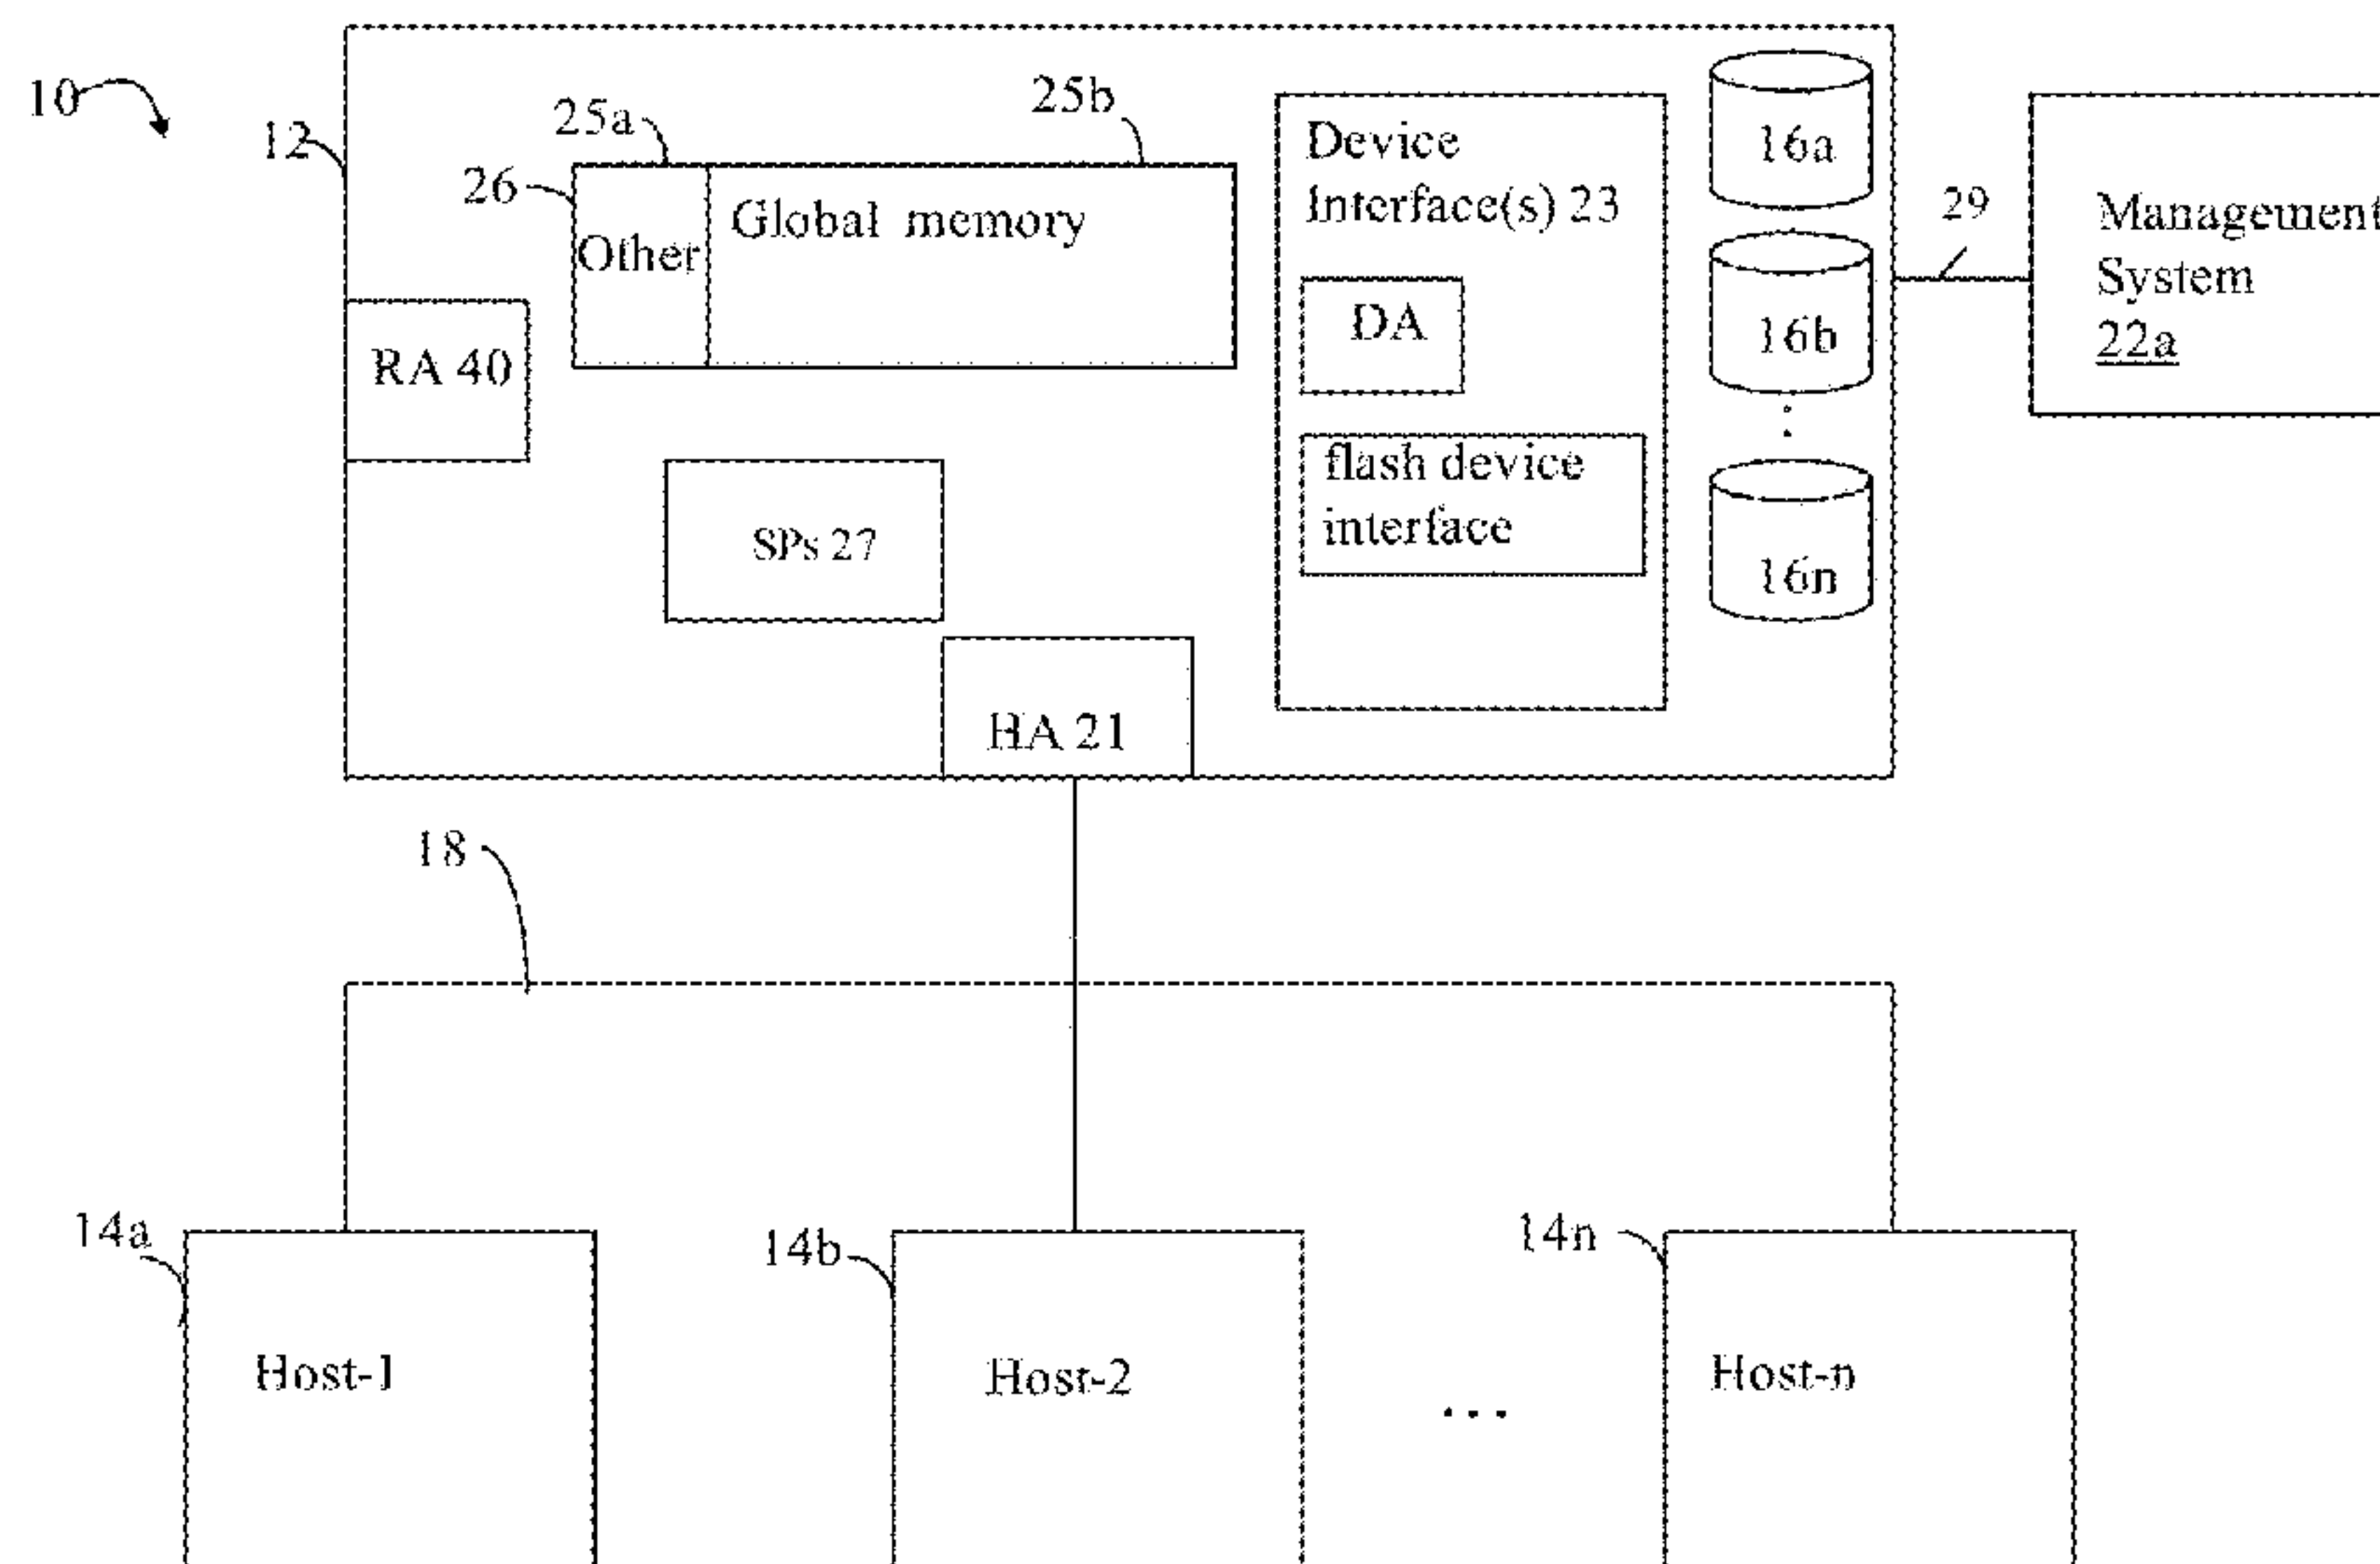 10
12
25a
25b
26
Other
Global memory
Device
Interface(s) 23
DA
flash device
interface
16a
16b
16n
29
Management
System
22a
RA 40
SPs 27
HA 21
18
14a
Host-1
14b
Host-2
...
14n
Host-n